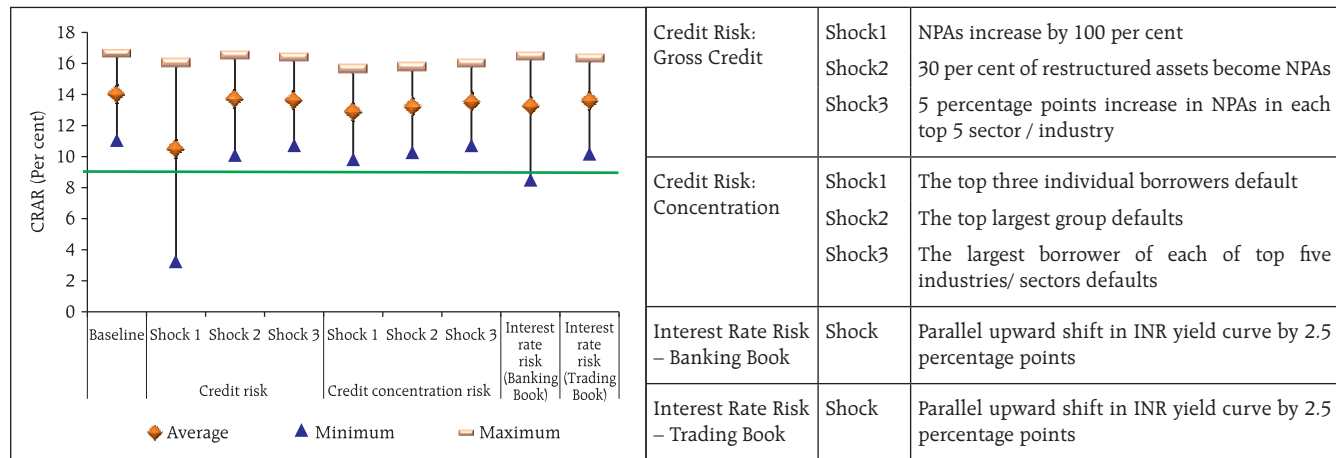 CRAR (Per cent)
18
16
14
12
10
8
6
4
2
0
Baseline
Shock 1
Shock 2
Shock 3
Shock 1
Shock 2
Shock 3
Interest
rate
risk
(Banking
Book)
Interest
rate
risk
(Trading
Book)
Credit risk
Credit concentration risk
Average
Minimum
Maximum
Credit Risk:
Gross Credit
Shock1
NPAs increase by 100 per cent
Shock2
30 per cent of restructured assets become NPAs
Shock3
5 percentage points increase in NPAs in each
top 5 sector / industry
Credit Risk:
Concentration
Shock1
The top three individual borrowers default
Shock2
The top largest group defaults
Shock3
The largest borrower of each of top five
industries/ sectors defaults
Interest Rate Risk
– Banking Book
Shock
Parallel upward shift in INR yield curve by 2.5
percentage points
Interest Rate Risk
– Trading Book
Shock
Parallel upward shift in INR yield curve by 2.5
percentage points